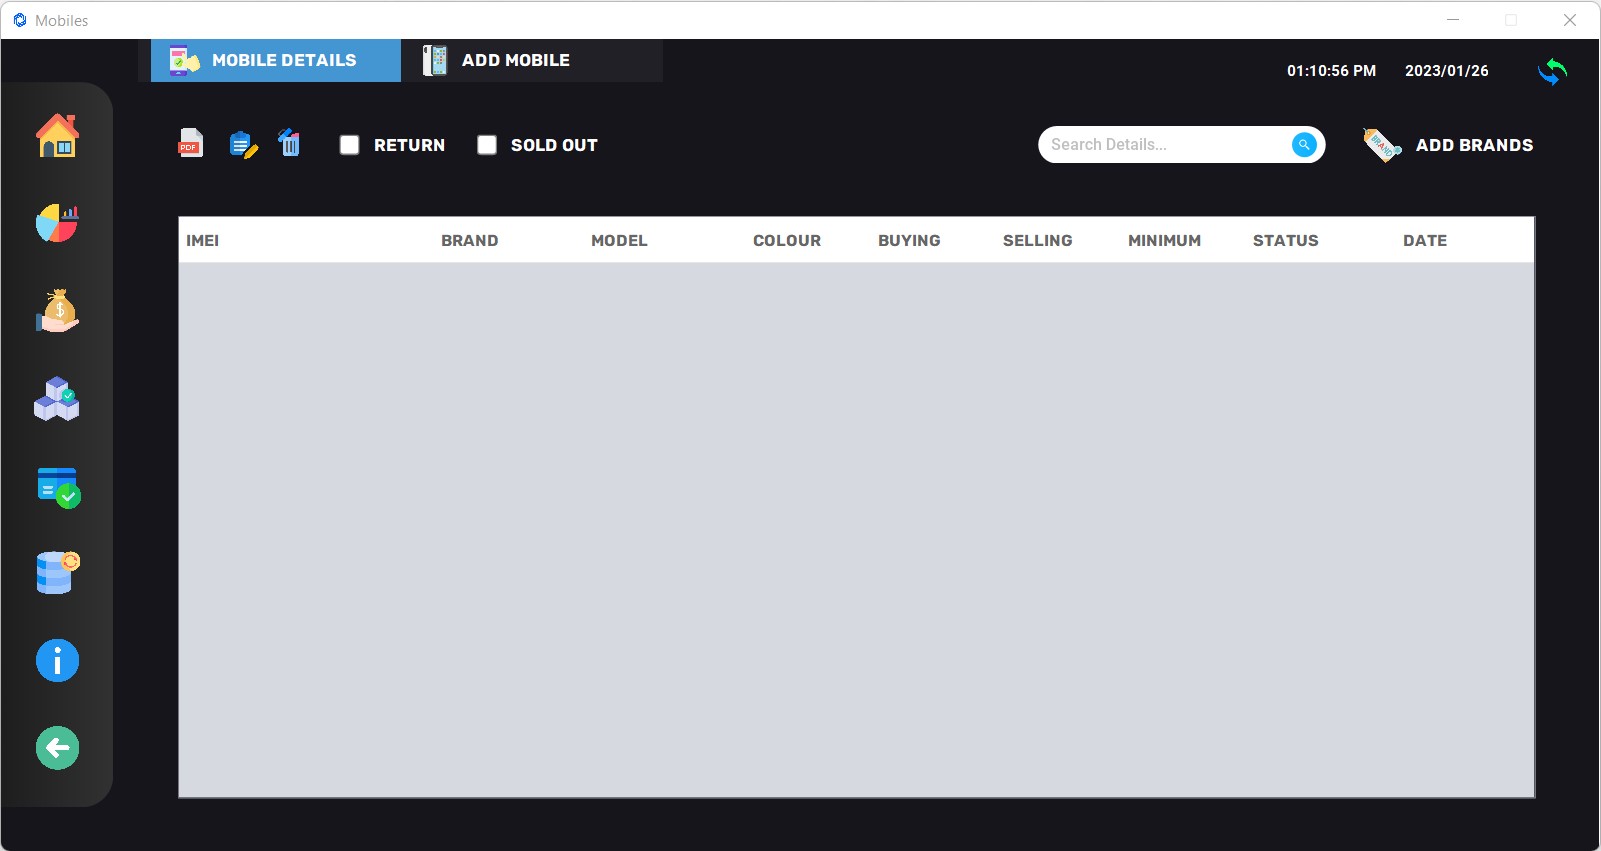 Mobiles
MOBILE DETAILS
ADD MOBILE
01:10:56 PM
2023/01/26
PDF
RETURN
SOLD OUT
Search Details...
BRAND
ADD BRANDS
IMEI
BRAND
MODEL
COLOUR
BUYING
SELLING
MINIMUM
STATUS
DATE
$
i